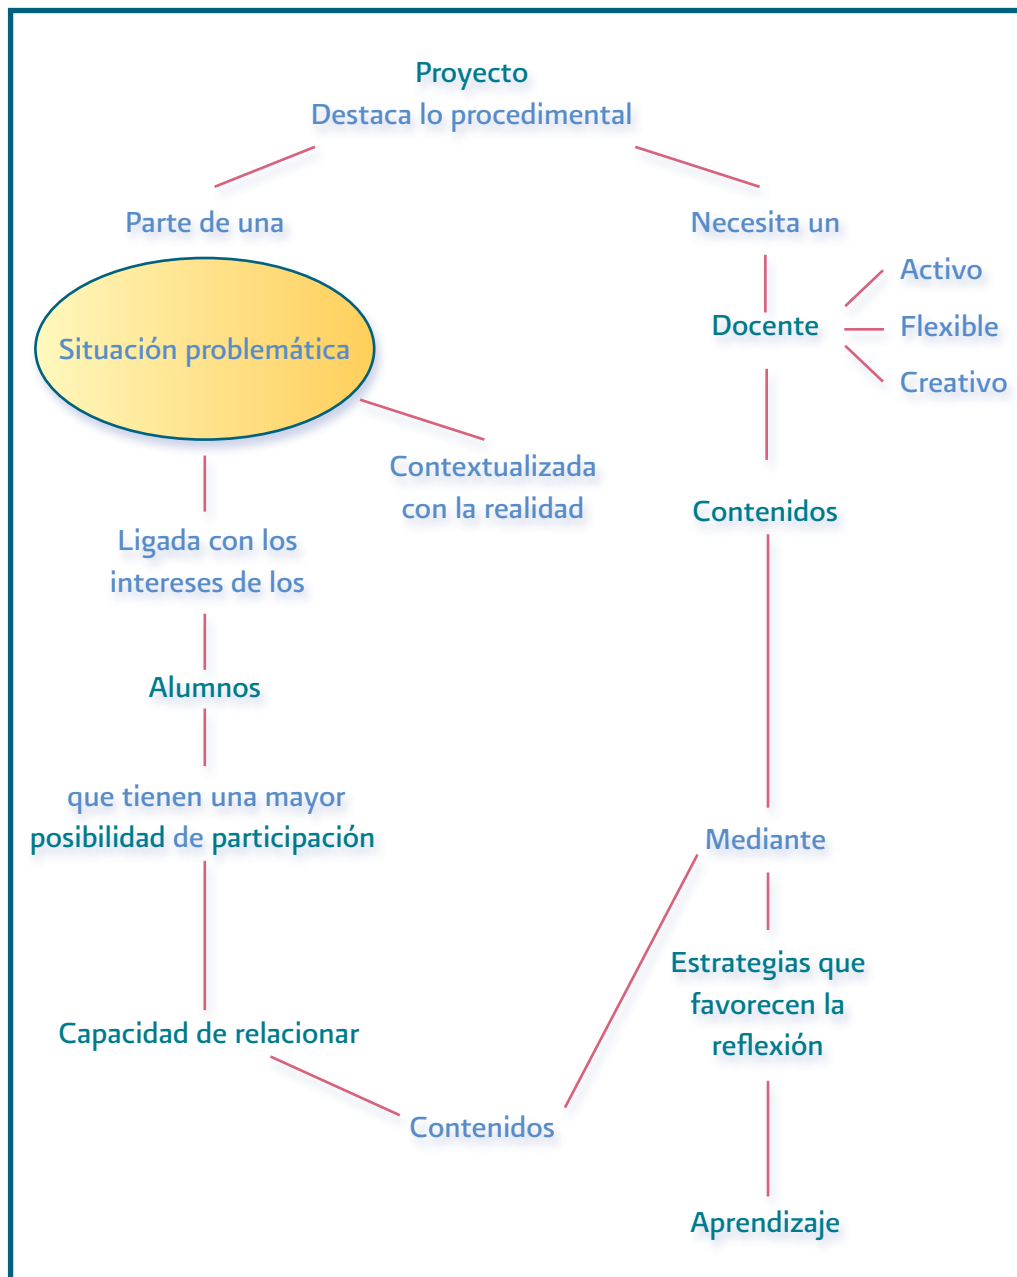 Proyecto
Destaca lo procedimental
Parte de una
Situación problemática
Contextualizada
con la realidad
Ligada con los
intereses de los
Alumnos
que tienen una mayor
posibilidad de participación
Capacidad de relacionar
Contenidos
Necesita un
Docente
Activo
Flexible
Creativo
Contenidos
Mediante
Estrategias que
favorecen la
reflexión
Aprendizaje